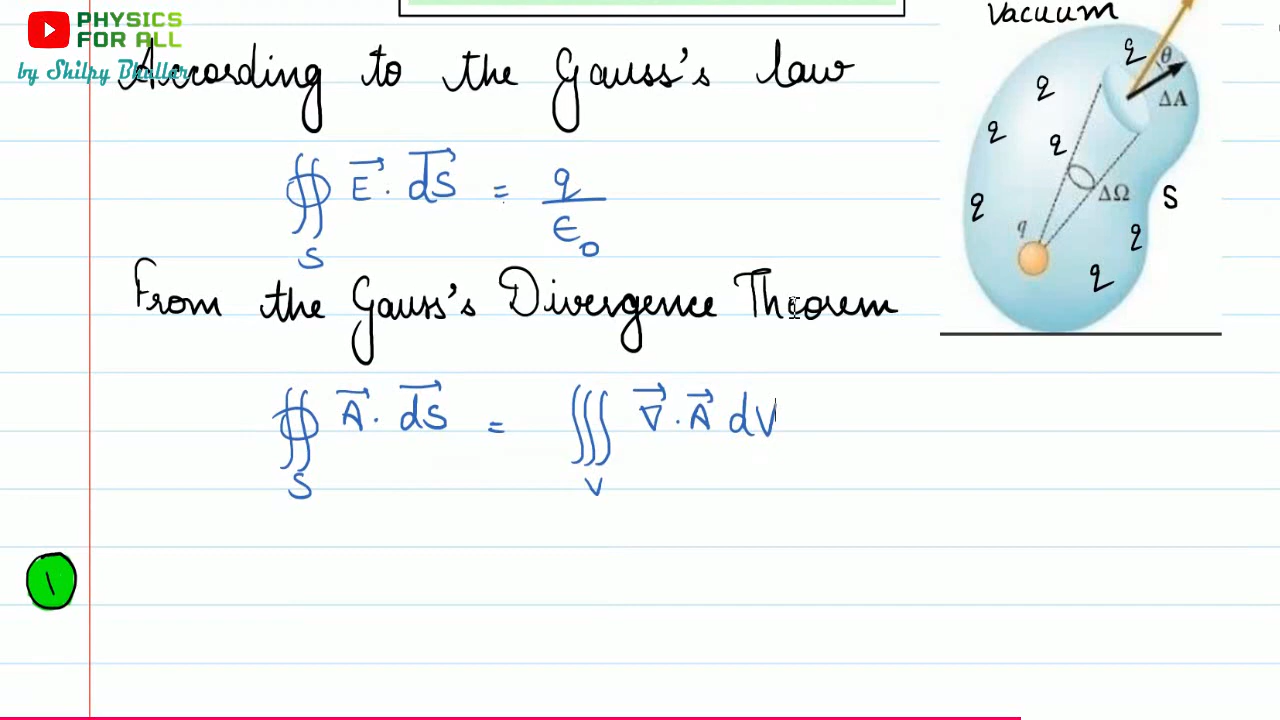 PHYSICS
FOR ALL
by Shilpy Bhullar
According to the Gauss's law
∯ E⃗ . dS⃗ = q/ϵ₀
S
From the Gauss's Divergence Theorem
∯ A⃗ . dS⃗ = ∭ ∇⃗ . A⃗ dV
S V
1
Vacuum
q
θ
q
ΔA
q
q
ΔΩ
S
q
q
q
q